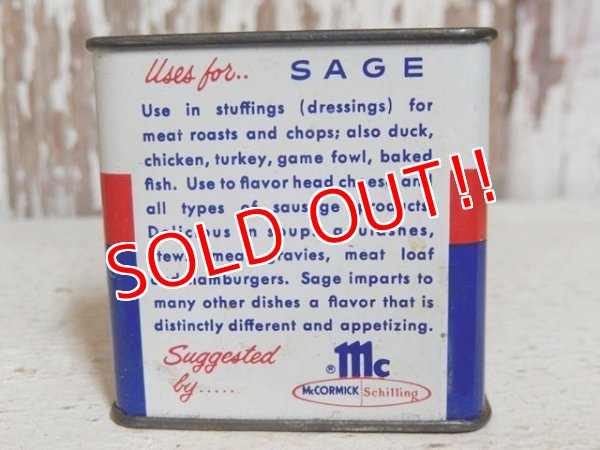 Uses for.. SAGE
Use in stuffings (dressings) for
meat roasts and chops; also duck,
chicken, turkey, game fowl, baked
fish. Use to flavor head cheese and
all types of sausage products.
Delicious in soups, goulashes,
stews, meat gravies, meat loaf
and hamburgers. Sage imparts to
many other dishes a flavor that is
distinctly different and appetizing.
Suggested
by.....
® Mc
McCORMICK Schilling
SOLD OUT!!